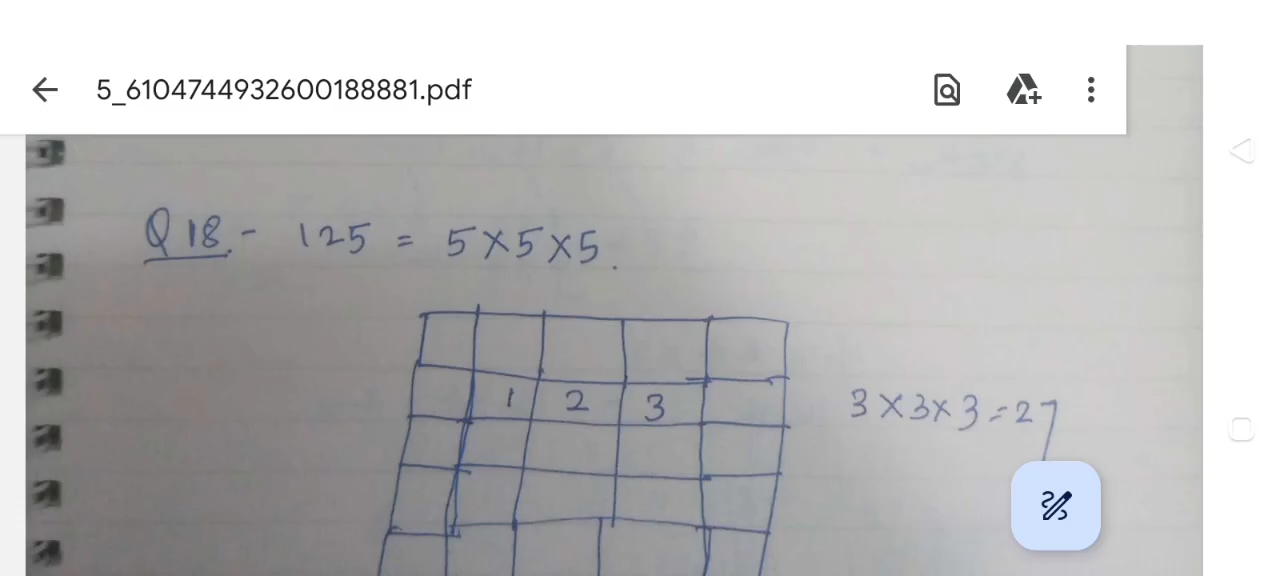 5_6104744932600188881.pdf
Q18.- 125 = 5×5×5.
1 2 3
3×3×3=27